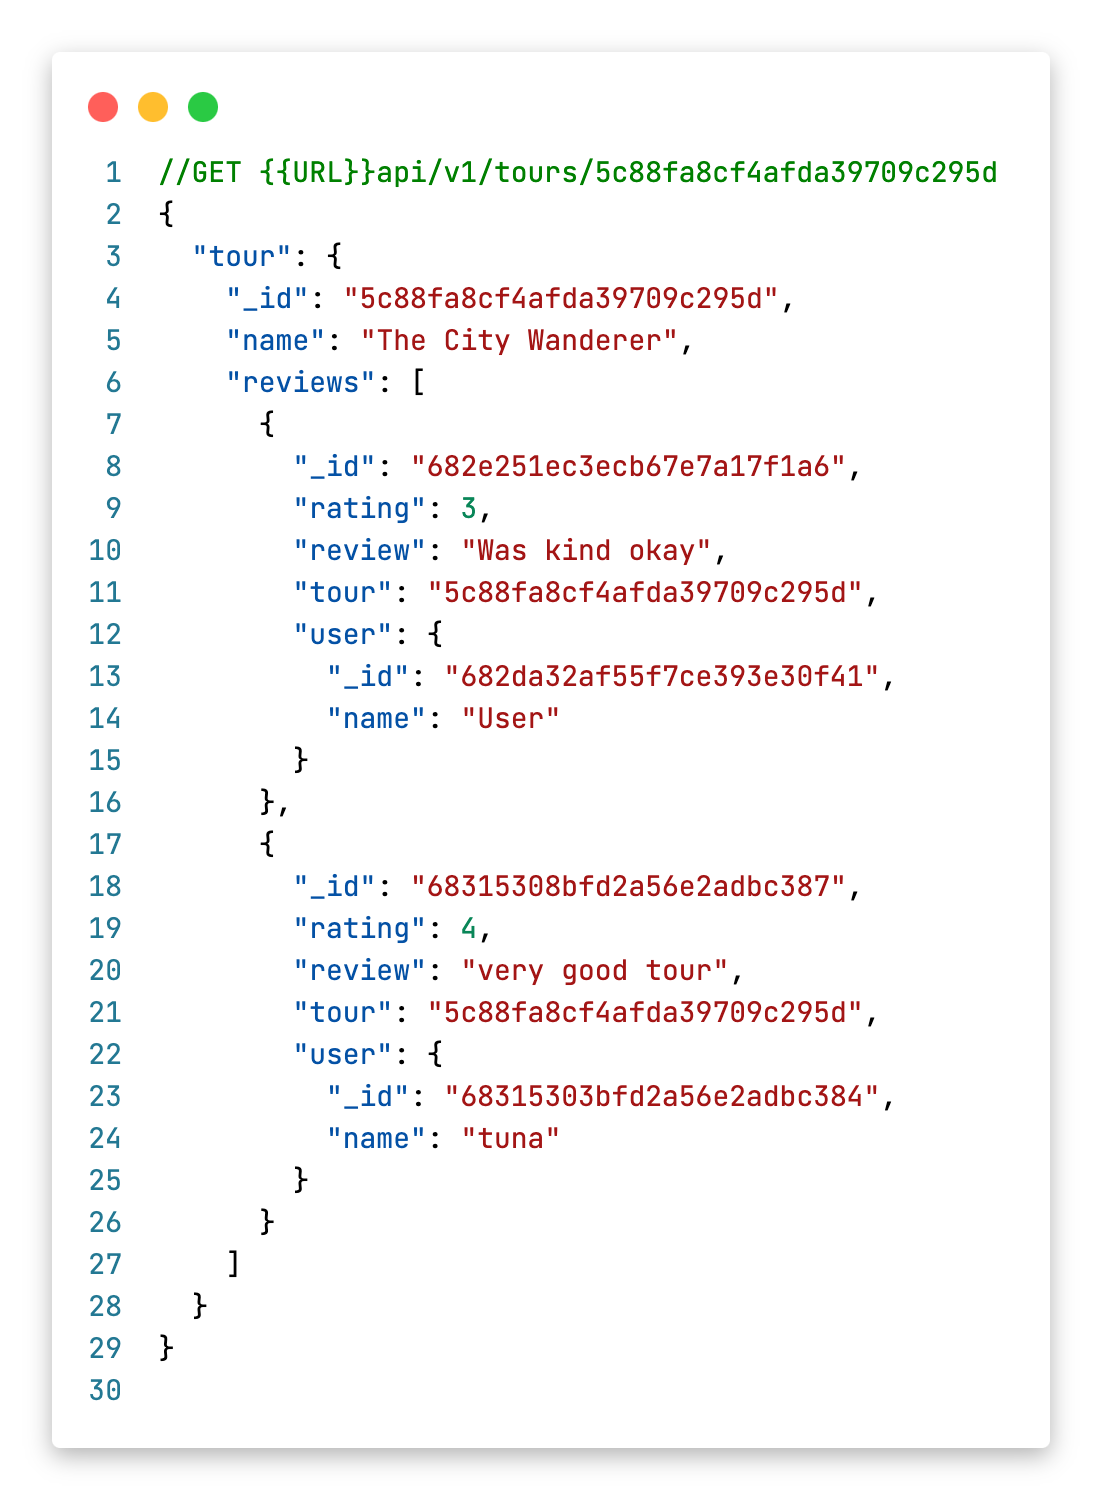 1 //GET {{URL}}api/v1/tours/5c88fa8cf4afda39709c295d
2 {
3   "tour": {
4     "_id": "5c88fa8cf4afda39709c295d",
5     "name": "The City Wanderer",
6     "reviews": [
7       {
8         "_id": "682e251ec3ecb67e7a17f1a6",
9         "rating": 3,
10         "review": "Was kind okay",
11         "tour": "5c88fa8cf4afda39709c295d",
12         "user": {
13           "_id": "682da32af55f7ce393e30f41",
14           "name": "User"
15         }
16       },
17       {
18         "_id": "68315308bfd2a56e2adbc387",
19         "rating": 4,
20         "review": "very good tour",
21         "tour": "5c88fa8cf4afda39709c295d",
22         "user": {
23           "_id": "68315303bfd2a56e2adbc384",
24           "name": "tuna"
25         }
26       }
27     ]
28   }
29 }
30